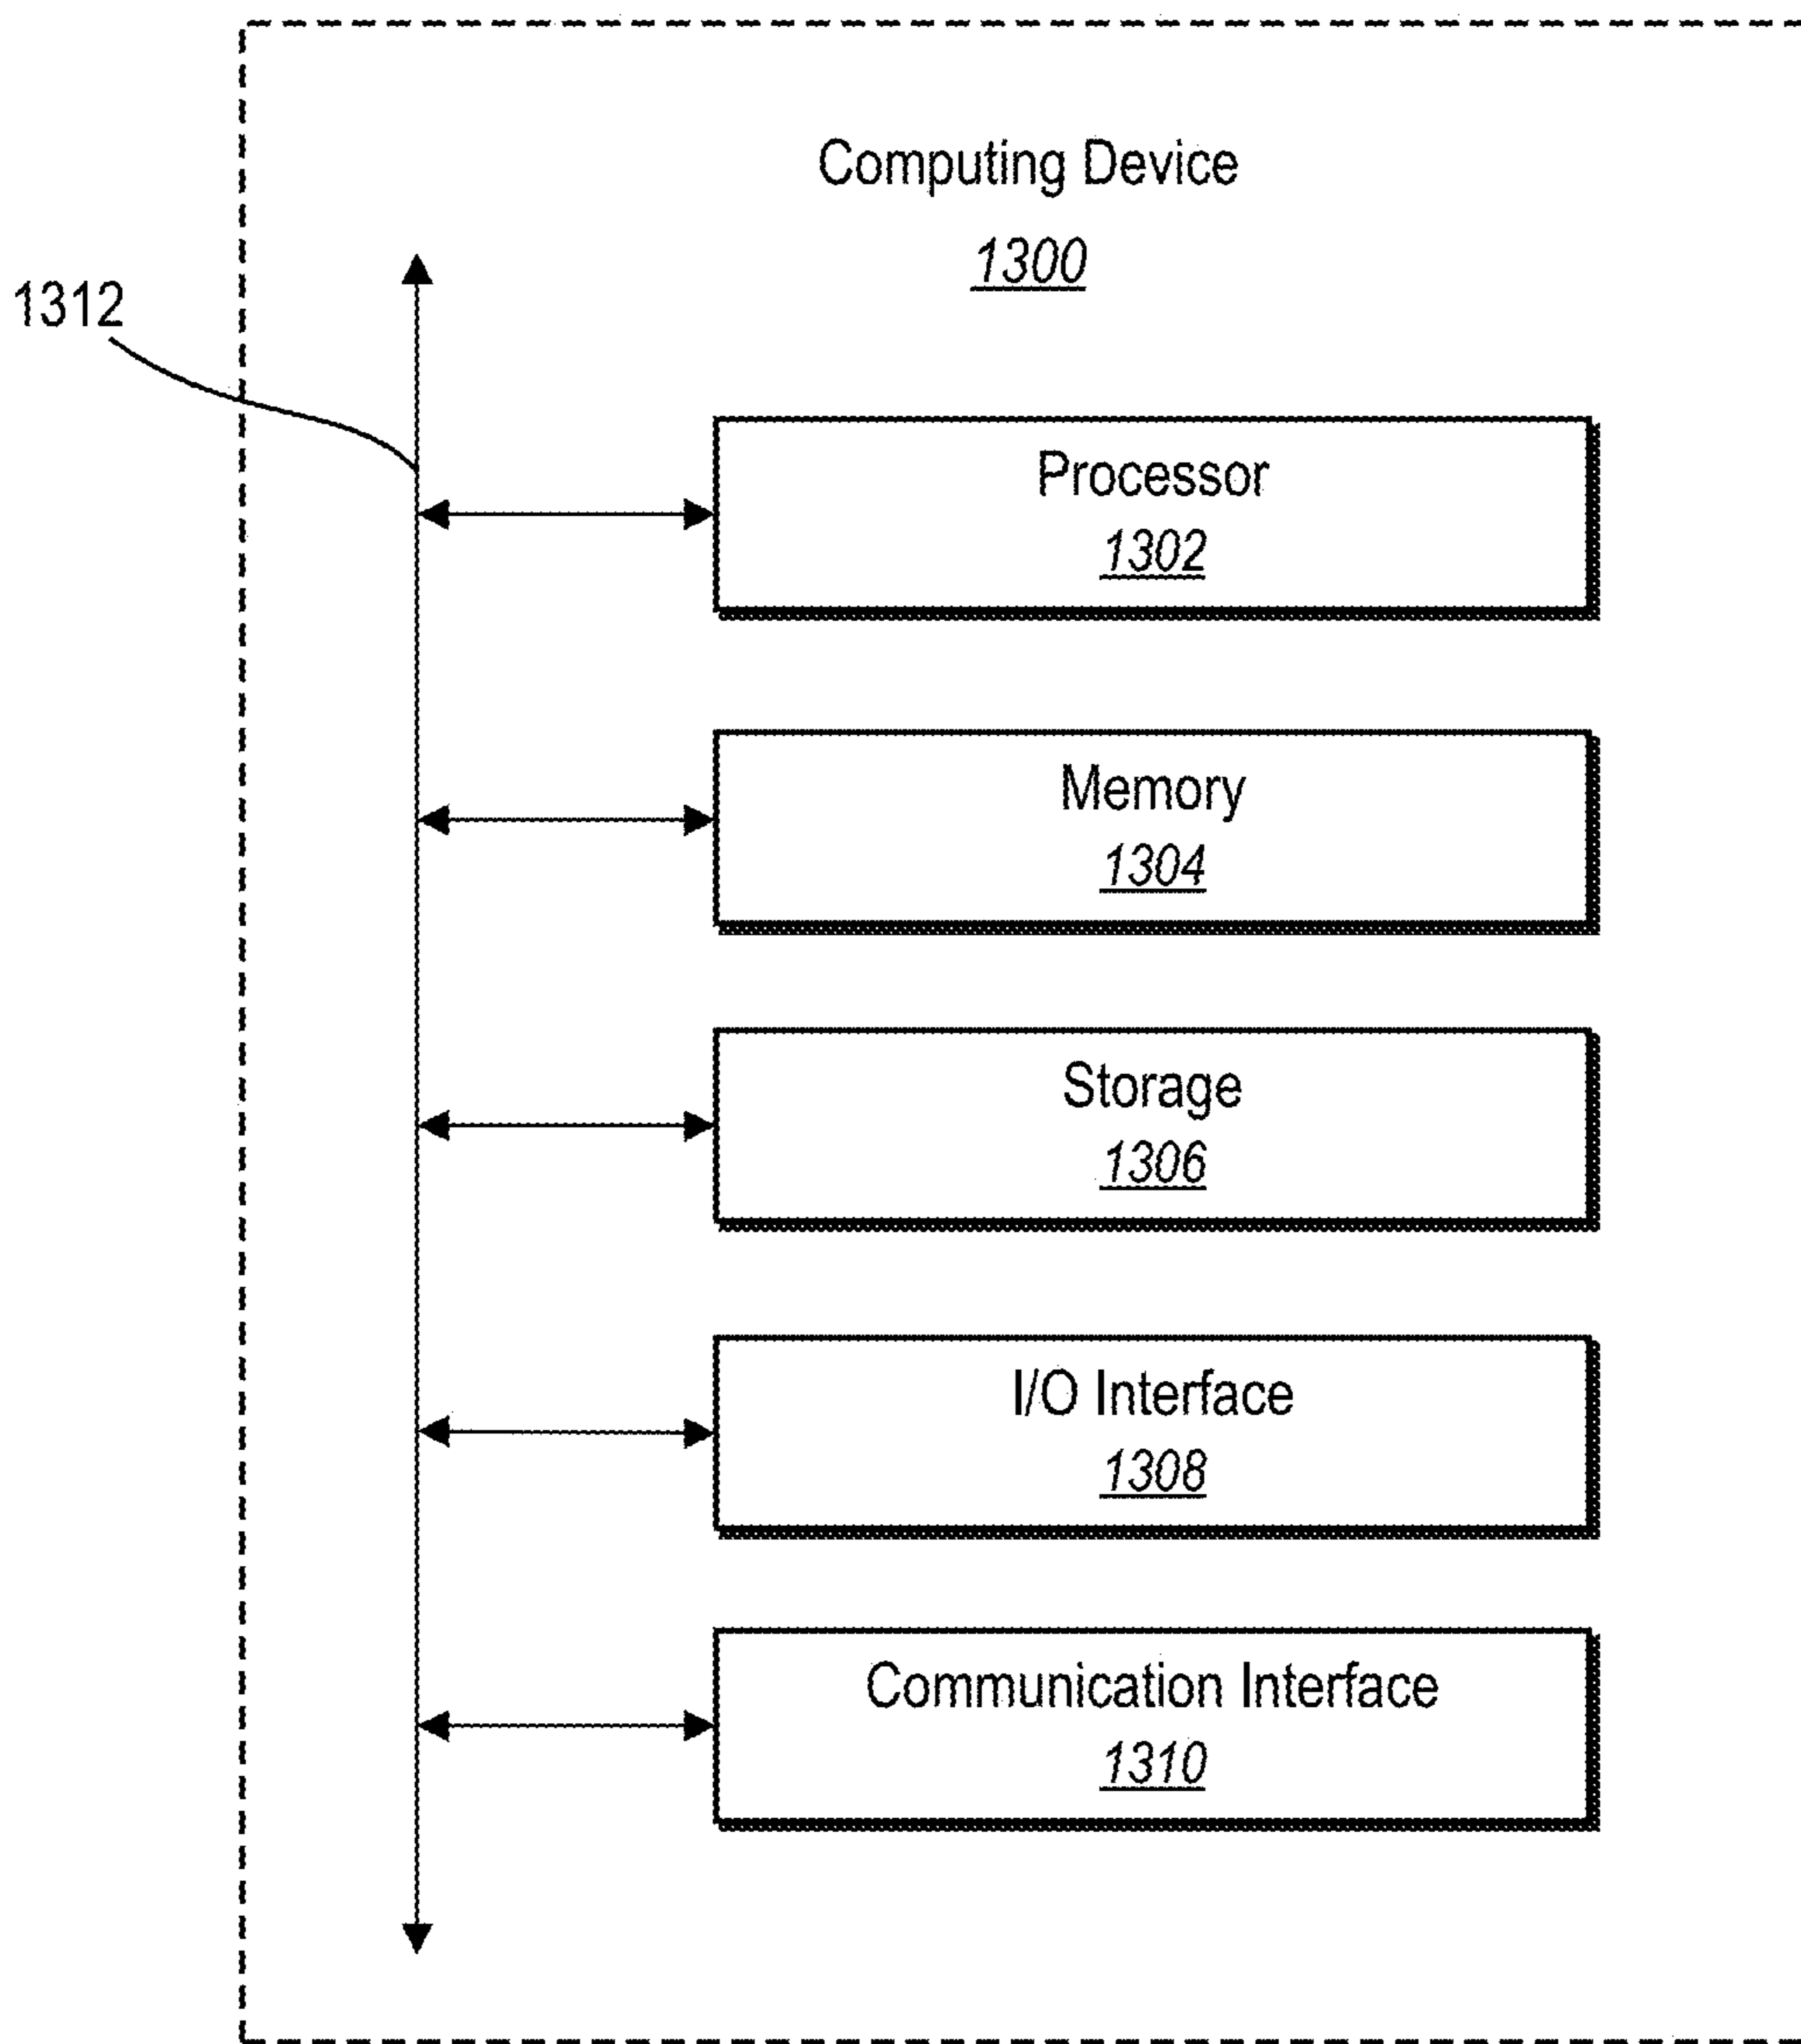 Computing Device
1300
1312
Processor
1302
Memory
1304
Storage
1306
I/O Interface
1308
Communication Interface
1310